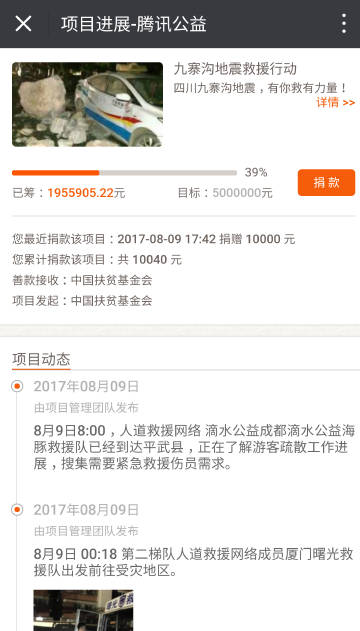 项目进展-腾讯公益
九寨沟地震救援行动
四川九寨沟地震，有你救有力量！
详情 >>
39%
捐 款
已筹：1955905.22元
目标：5000000元
您最近捐款该项目：2017-08-09 17:42 捐赠 10000 元
您累计捐款该项目：共 10040 元
善款接收：中国扶贫基金会
项目发起：中国扶贫基金会
项目动态
2017年08月09日
由项目管理团队发布
8月9日8:00，人道救援网络 滴水公益成都滴水公益海
豚救援队已经到达平武县，正在了解游客疏散工作进
展，搜集需要紧急救援伤员需求。
2017年08月09日
由项目管理团队发布
8月9日 00:18 第二梯队人道救援网络成员厦门曙光救
援队出发前往受灾地区。